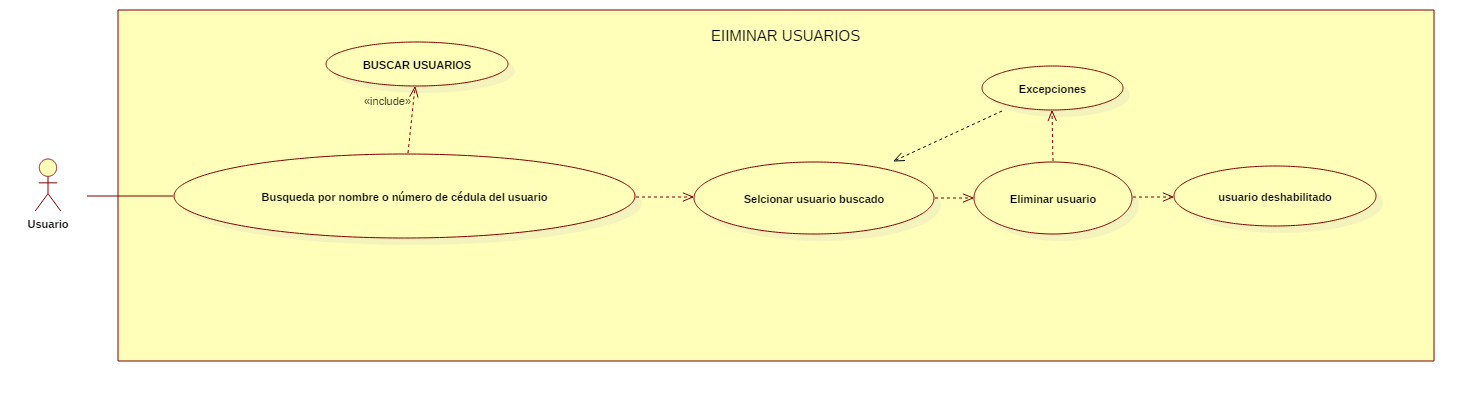 ElIMINAR USUARIOS
BUSCAR USUARIOS
Excepciones
«include»
Busqueda por nombre o número de cédula del usuario
Selcionar usuario buscado
Eliminar usuario
usuario deshabilitado
Usuario